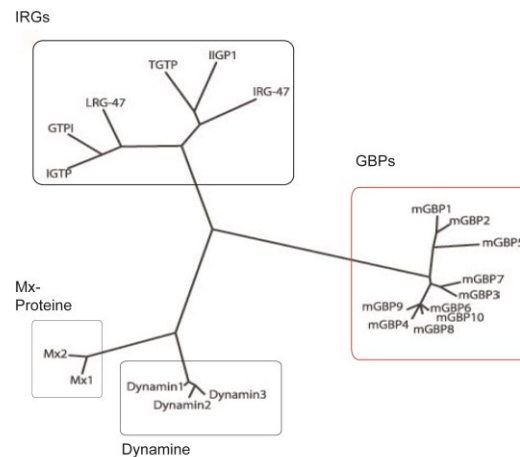 IRGs
IIGP1
TGTP
IRG-47
LRG-47
GTPI
IGTP
GBPs
mGBP1
mGBP2
mGBP5
mGBP7
mGBP3
mGBP9
mGBP6
mGBP10
mGBP4
mGBP8
Mx-
Proteine
Mx2
Mx1
Dynamin1
Dynamin3
Dynamin2
Dynamine